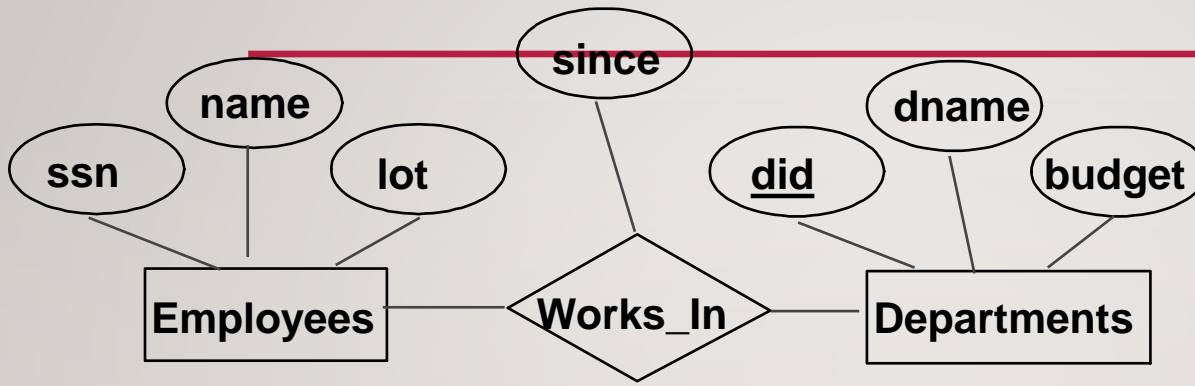 since
name
dname
ssn
lot
did
budget
Employees
Works_In
Departments